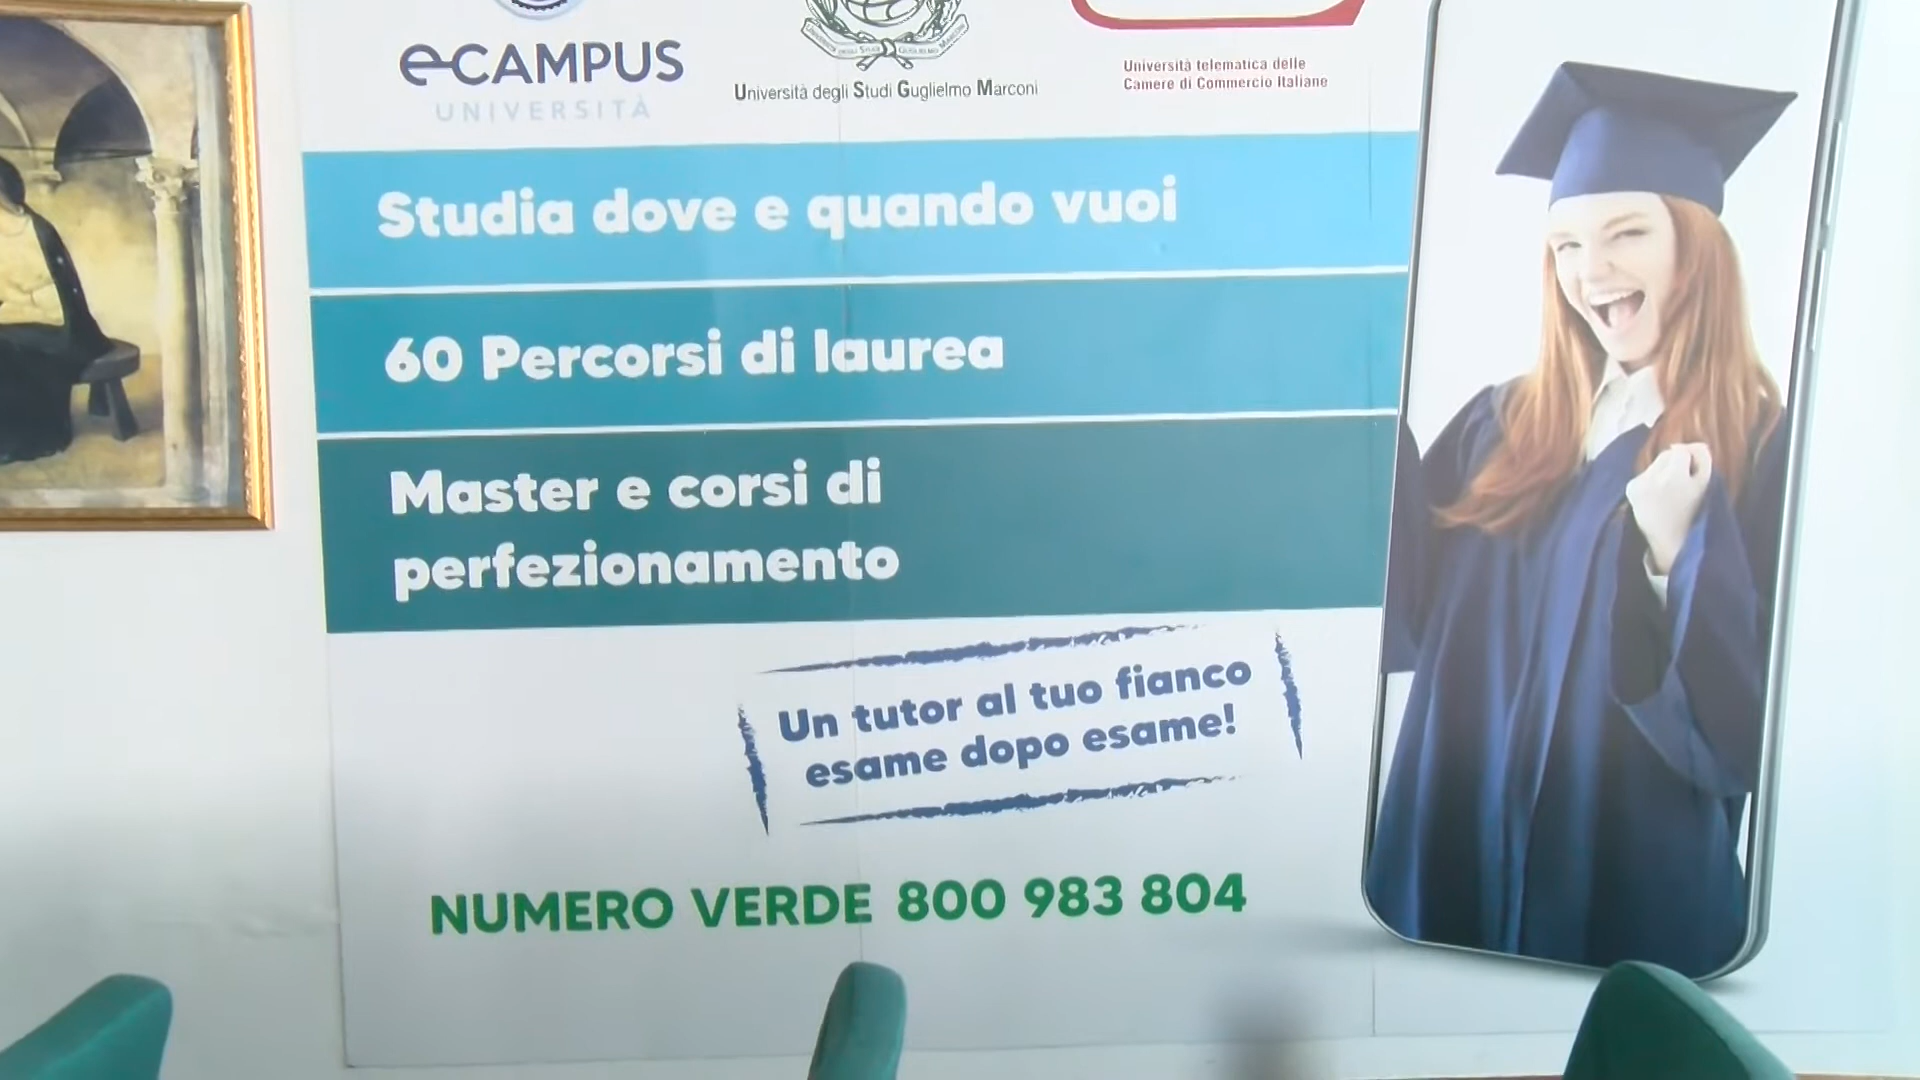 eCAMPUS
UNIVERSITÀ
Università degli Studi Guglielmo Marconi
Università telematica delle
Camere di Commercio Italiane
Studia dove e quando vuoi
60 Percorsi di laurea
Master e corsi di
perfezionamento
Un tutor al tuo fianco
esame dopo esame!
NUMERO VERDE 800 983 804